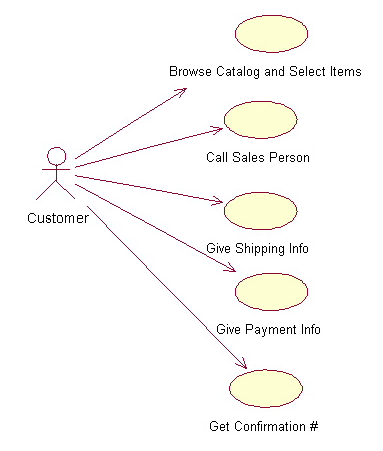 Browse Catalog and Select Items
Call Sales Person
Customer
Give Shipping Info
Give Payment Info
Get Confirmation #